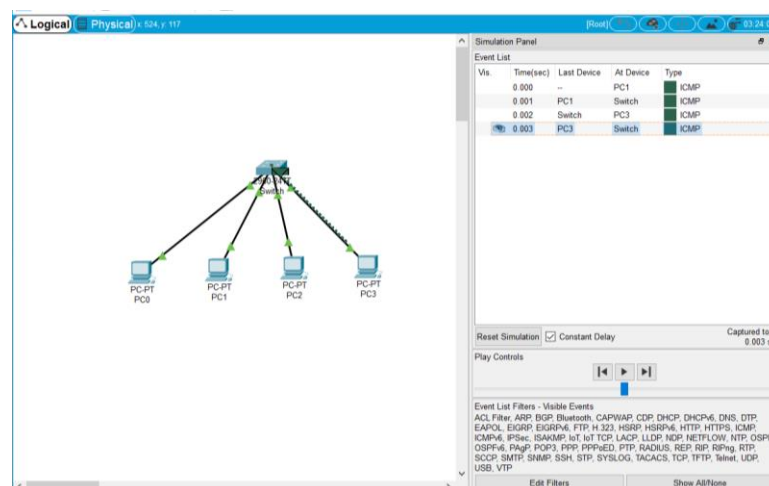 Logical Physical x: 524, y: 117 [Root] 03:24:0
Simulation Panel
Event List
Vis. Time(sec) Last Device At Device Type
0.000 -- PC1 ICMP
0.001 PC1 Switch ICMP
0.002 Switch PC3 ICMP
0.003 PC3 Switch ICMP
Switch
PC-PT
PC0
PC-PT
PC1
PC-PT
PC2
PC-PT
PC3
Reset Simulation Constant Delay Captured to
0.003 s
Play Controls
Event List Filters - Visible Events
ACL Filter, ARP, BGP, Bluetooth, CAPWAP, CDP, DHCP, DHCPv6, DNS, DTP,
EAPOL, EIGRP, EIGRPv6, FTP, H.323, HSRP, HSRPv6, HTTP, HTTPS, ICMP,
ICMPv6, IPSec, ISAKMP, IoT, IoT TCP, LACP, LLDP, NDP, NETFLOW, NTP, OSPF
OSPFv6, PAgP, POP3, PPP, PPPoED, PTP, RADIUS, REP, RIP, RIPng, RTP,
SCCP, SMTP, SNMP, SSH, STP, SYSLOG, TACACS, TCP, TFTP, Telnet, UDP,
USB, VTP
Edit Filters Show All/None